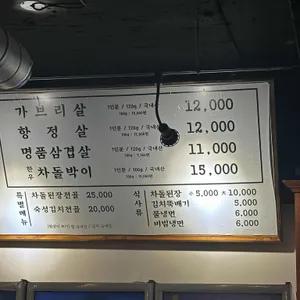 가브리살 1인분 / 120g / 국내산 12,000
항정살 1인분 / 120g / 국내산 12,000
명품삼겹살 1인분 / 120g / 국내산 11,000
한우 차돌박이 1인분 / 120g / 국내산 15,000
특별메뉴
차돌된장전골 25,000
숙성김치전골 20,000
식사류
차돌된장 5,000 10,000
김치뚝배기 5,000
물냉면 6,000
비빔냉면 6,000